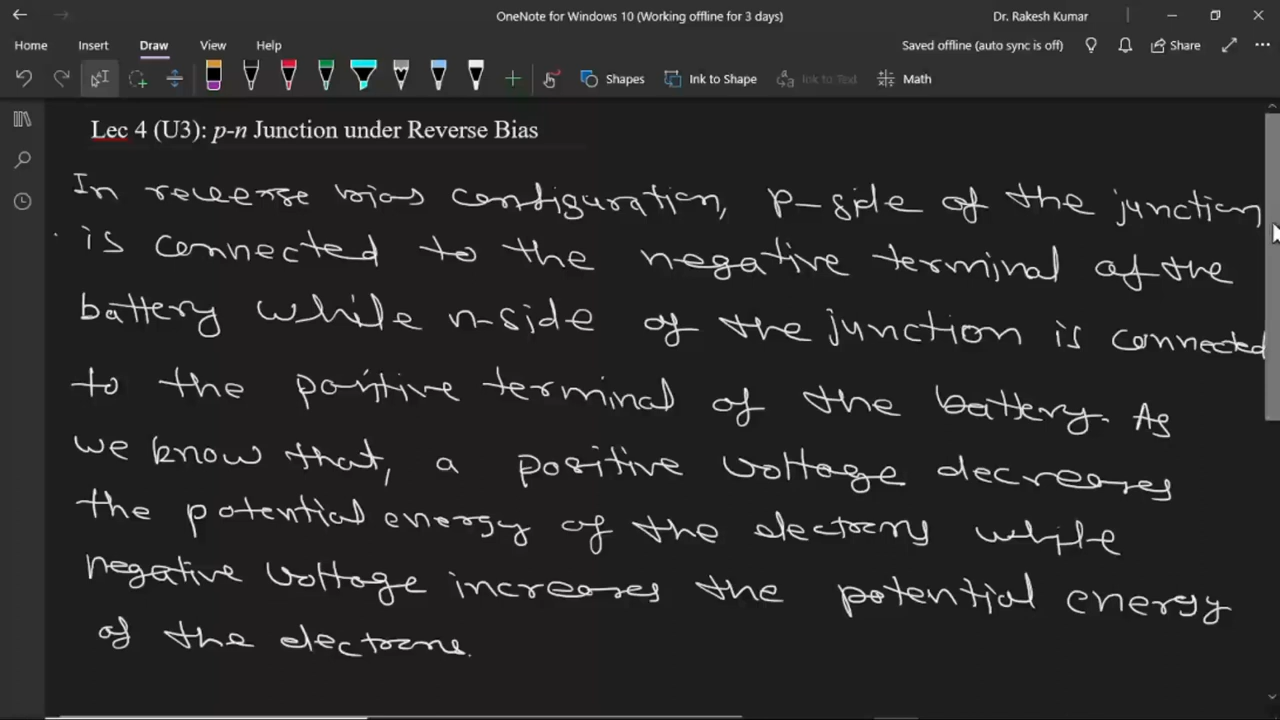 OneNote for Windows 10 (Working offline for 3 days)
Dr. Rakesh Kumar
Home Insert Draw View Help
Saved offline (auto sync is off)
Share
Shapes Ink to Shape Ink to Text Math
Lec 4 (U3): p-n Junction under Reverse Bias
In reverse bias configuration, p-side of the junction
is connected to the negative terminal of the
battery while n-side of the junction is connected
to the positive terminal of the battery. As
we know that, a positive voltage decreases
the potential energy of the electrons while
negative voltage increases the potential energy
of the electrons.